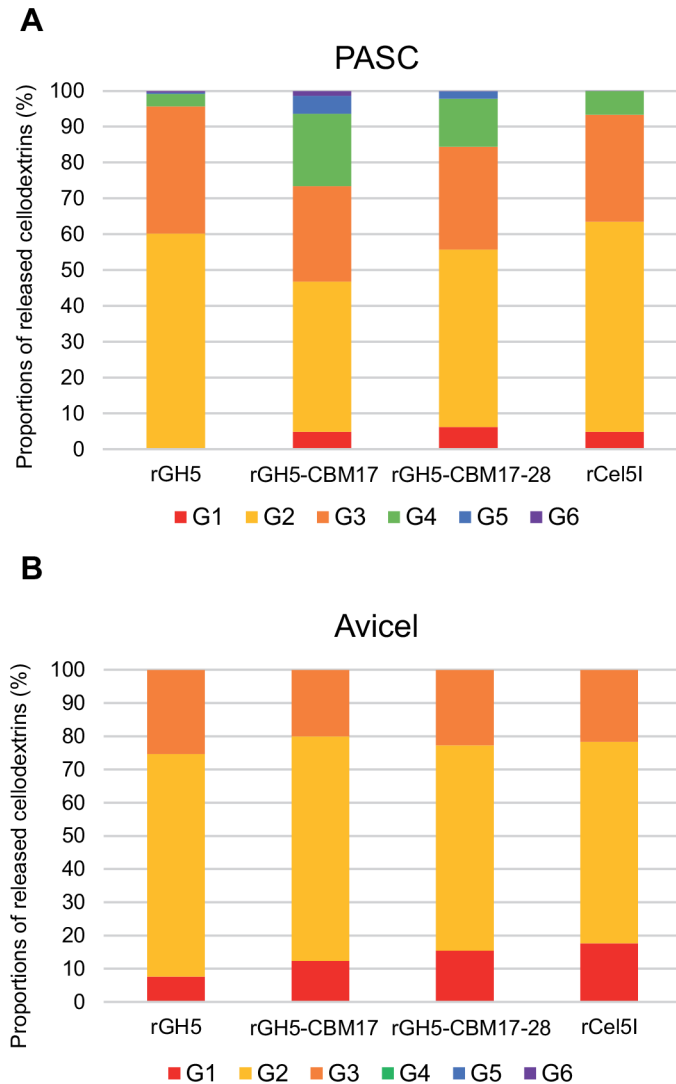 A
PASC
Proportions of released cellodextrins (%)
100
90
80
70
60
50
40
30
20
10
0
rGH5 rGH5-CBM17 rGH5-CBM17-28 rCel5I
G1 G2 G3 G4 G5 G6
B
Avicel
Proportions of released cellodextrins (%)
100
90
80
70
60
50
40
30
20
10
0
rGH5 rGH5-CBM17 rGH5-CBM17-28 rCel5I
G1 G2 G3 G4 G5 G6